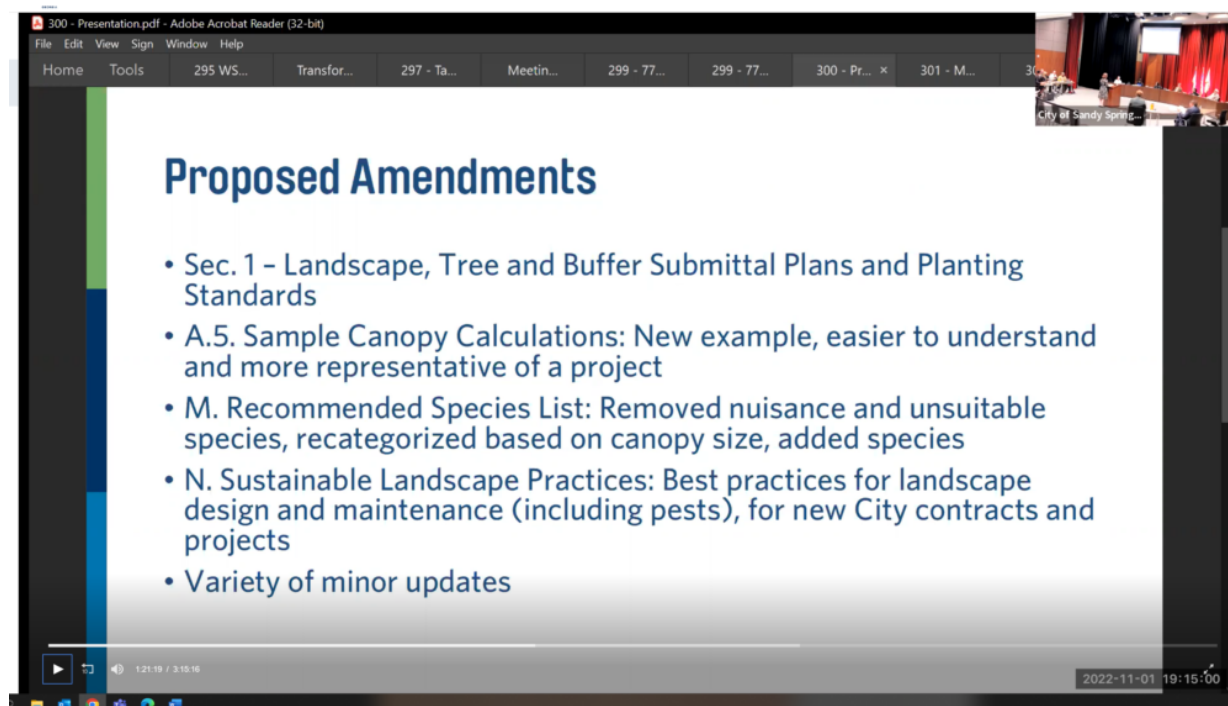 300 - Presentation.pdf - Adobe Acrobat Reader (32-bit)
File Edit View Sign Window Help
Home Tools 295 WS... Transfor... 297 - Ta... Meetin... 299 - 77... 299 - 77... 300 - Pr... × 301 - M...
City of Sandy Spring...
Proposed Amendments
• Sec. 1 – Landscape, Tree and Buffer Submittal Plans and Planting
Standards
• A.5. Sample Canopy Calculations: New example, easier to understand
and more representative of a project
• M. Recommended Species List: Removed nuisance and unsuitable
species, recategorized based on canopy size, added species
• N. Sustainable Landscape Practices: Best practices for landscape
design and maintenance (including pests), for new City contracts and
projects
• Variety of minor updates
1:21:19 / 3:15:16
2022-11-01 19:15:00